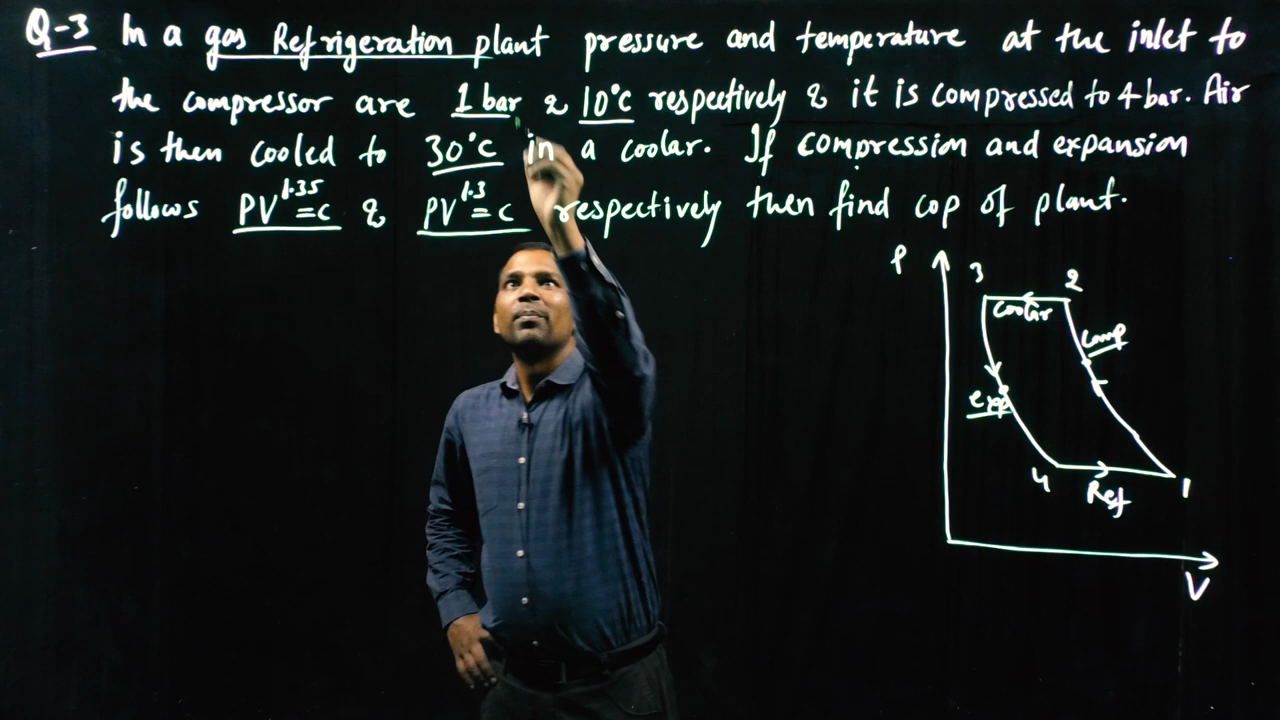 Q-3 In a gas Refrigeration plant pressure and temperature at the inlet to
the compressor are 1 bar & 10°C respectively & it is compressed to 4 bar. Air
is then cooled to 30°C in a coolar. If compression and expansion
follows PV^1.35=c & PV^1.3=c respectively then find cop of plant.
P
3 2
Coolar
Comp
exp
4 Ref 1
V